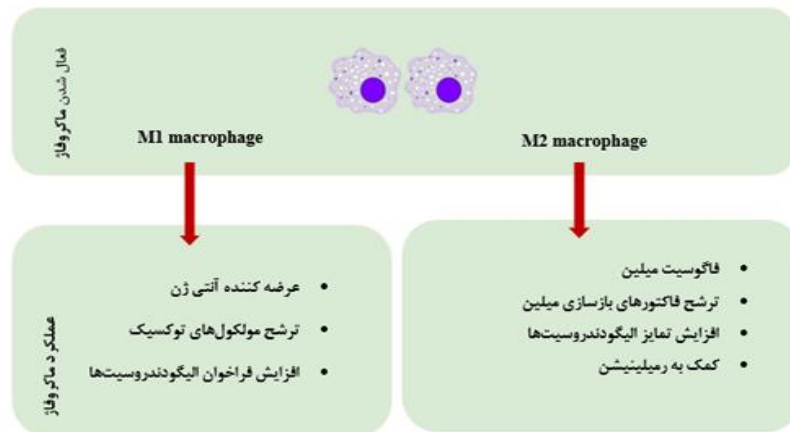 فعال شدن ماکروفاژ
M1 macrophage
M2 macrophage
عملکرد ماکروفاژ
• عرضه کننده آنتی ژن
• ترشح مولکول‌های توکسیک
• افزایش فراخوان الیگودندروسیت‌ها
• فاگوسیت میلین
• ترشح فاکتورهای بازسازی میلین
• افزایش تمایز الیگودندروسیت‌ها
• کمک به رمیلینیشن